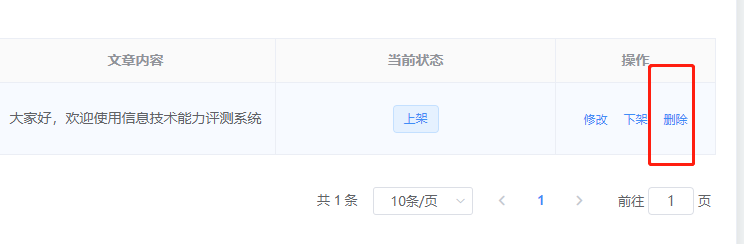 文章内容 当前状态 操作
大家好，欢迎使用信息技术能力评测系统 上架 修改 下架 删除
共 1 条 10条/页 1 前往 1 页